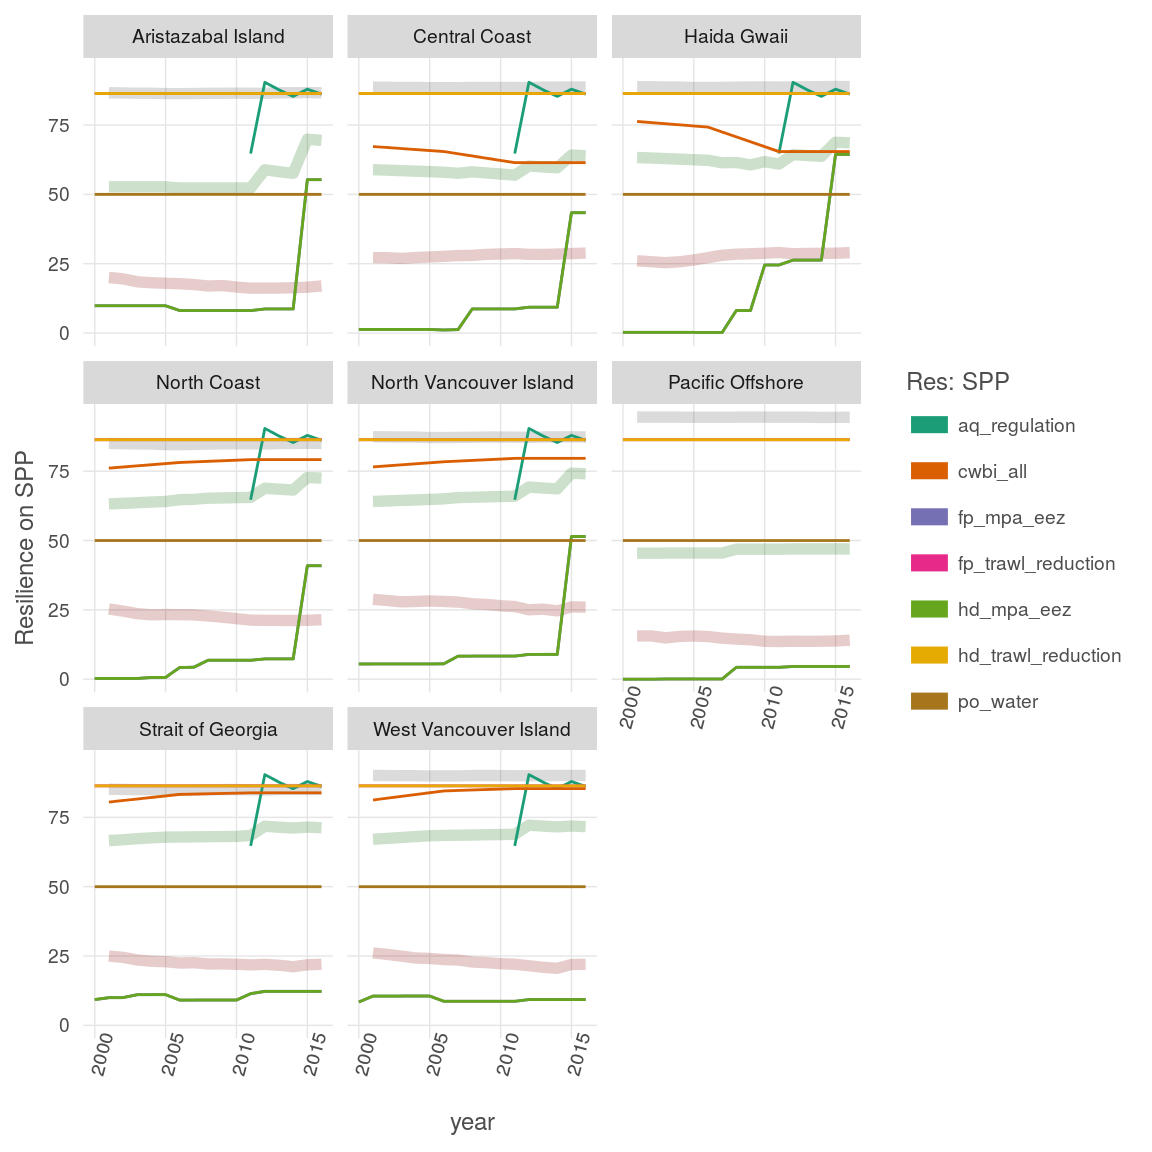 Aristazabal Island
Central Coast
Haida Gwaii
75
50
25
0
North Coast
North Vancouver Island
Pacific Offshore
75
50
25
0
2000
2005
2010
2015
Strait of Georgia
West Vancouver Island
75
50
25
0
2000
2005
2010
2015
2000
2005
2010
2015
year
Resilience on SPP
Res: SPP
aq_regulation
cwbi_all
fp_mpa_eez
fp_trawl_reduction
hd_mpa_eez
hd_trawl_reduction
po_water